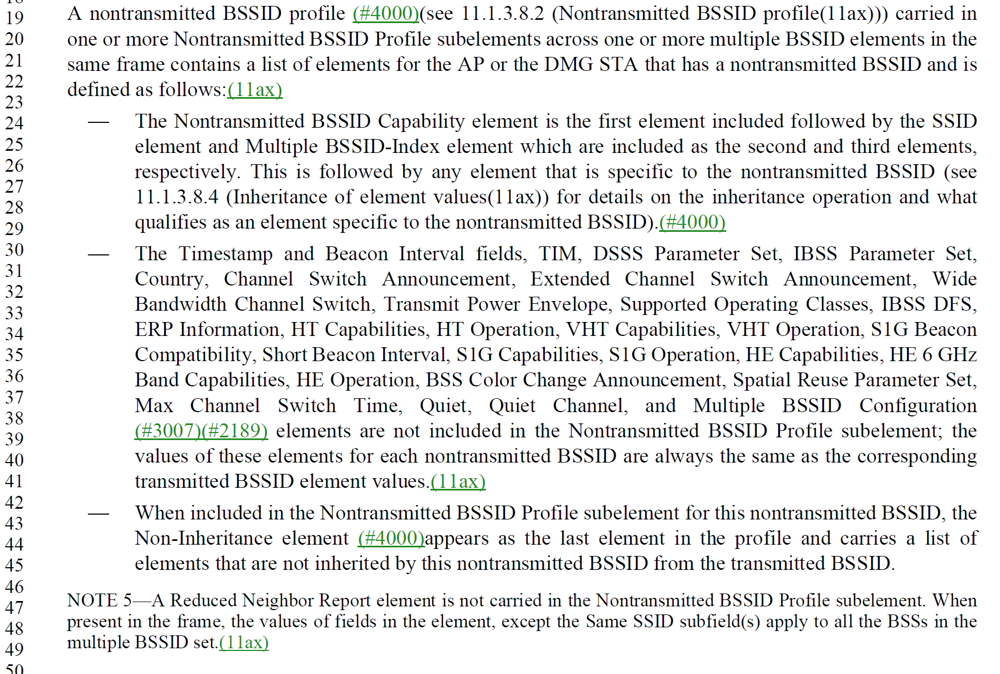 18
19 A nontransmitted BSSID profile (#4000)(see 11.1.3.8.2 (Nontransmitted BSSID profile(11ax))) carried in
20 one or more Nontransmitted BSSID Profile subelements across one or more multiple BSSID elements in the
21 same frame contains a list of elements for the AP or the DMG STA that has a nontransmitted BSSID and is
22 defined as follows:(11ax)
23
24 — The Nontransmitted BSSID Capability element is the first element included followed by the SSID
25 element and Multiple BSSID-Index element which are included as the second and third elements,
26 respectively. This is followed by any element that is specific to the nontransmitted BSSID (see
27
28 11.1.3.8.4 (Inheritance of element values(11ax)) for details on the inheritance operation and what
29 qualifies as an element specific to the nontransmitted BSSID).(#4000)
30 — The Timestamp and Beacon Interval fields, TIM, DSSS Parameter Set, IBSS Parameter Set,
31 Country, Channel Switch Announcement, Extended Channel Switch Announcement, Wide
32
33 Bandwidth Channel Switch, Transmit Power Envelope, Supported Operating Classes, IBSS DFS,
34 ERP Information, HT Capabilities, HT Operation, VHT Capabilities, VHT Operation, S1G Beacon
35 Compatibility, Short Beacon Interval, S1G Capabilities, S1G Operation, HE Capabilities, HE 6 GHz
36 Band Capabilities, HE Operation, BSS Color Change Announcement, Spatial Reuse Parameter Set,
37
38 Max Channel Switch Time, Quiet, Quiet Channel, and Multiple BSSID Configuration
39 (#3007)(#2189) elements are not included in the Nontransmitted BSSID Profile subelement; the
40 values of these elements for each nontransmitted BSSID are always the same as the corresponding
41 transmitted BSSID element values.(11ax)
42
43 — When included in the Nontransmitted BSSID Profile subelement for this nontransmitted BSSID, the
44 Non-Inheritance element (#4000)appears as the last element in the profile and carries a list of
45 elements that are not inherited by this nontransmitted BSSID from the transmitted BSSID.
46
47 NOTE 5—A Reduced Neighbor Report element is not carried in the Nontransmitted BSSID Profile subelement. When
48 present in the frame, the values of fields in the element, except the Same SSID subfield(s) apply to all the BSSs in the
49 multiple BSSID set.(11ax)
50